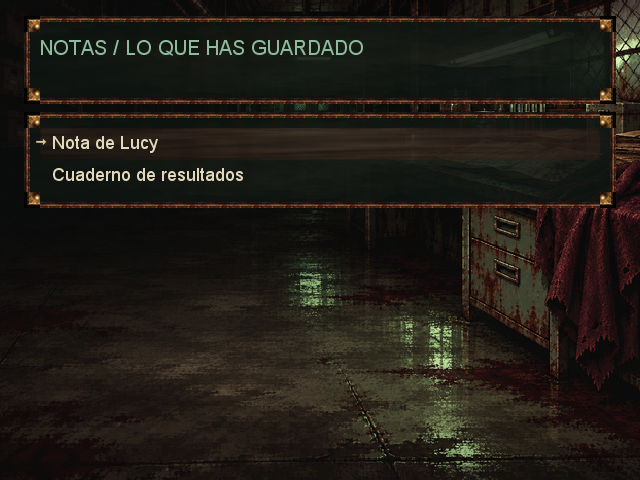 NOTAS / LO QUE HAS GUARDADO
→ Nota de Lucy
Cuaderno de resultados